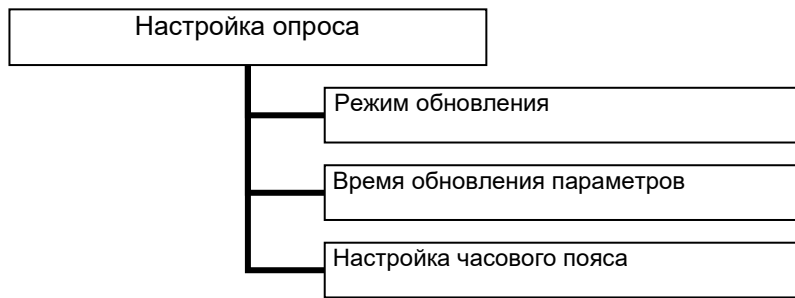 Настройка опроса
Режим обновления
Время обновления параметров
Настройка часового пояса